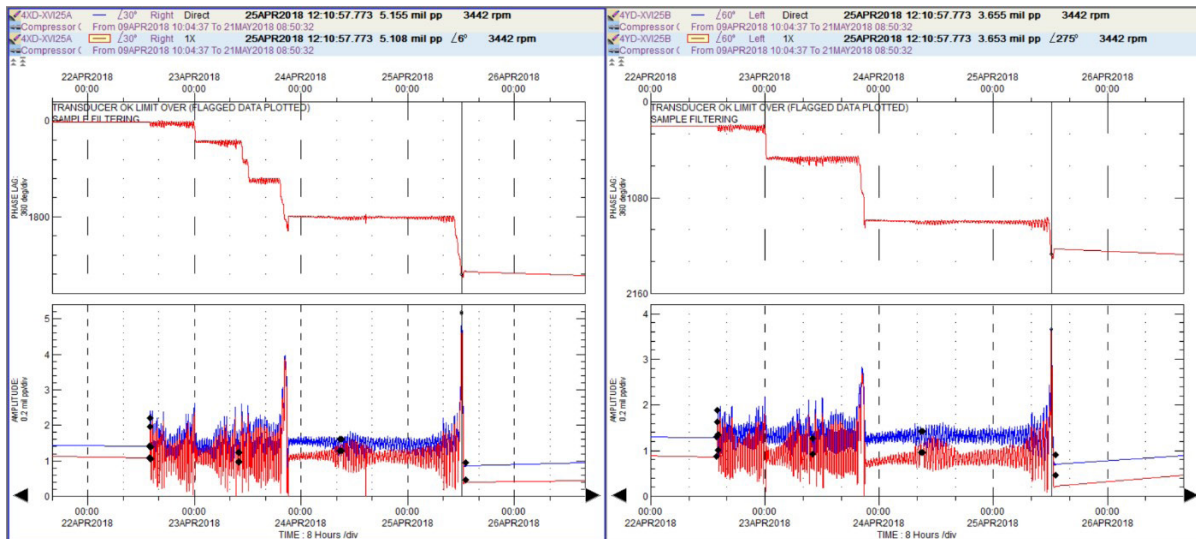 4XD-XVI25A ∠30° Right Direct 25APR2018 12:10:57.773 5.155 mil pp 3442 rpm
Compressor ( From 09APR2018 10:04:37 To 21MAY2018 08:50:32
4XD-XVI25A ∠30° Right 1X 25APR2018 12:10:57.773 5.108 mil pp ∠6° 3442 rpm
Compressor ( From 09APR2018 10:04:37 To 21MAY2018 08:50:32
22APR2018 23APR2018 24APR2018 25APR2018 26APR2018
00:00 00:00 00:00 00:00 00:00
TRANSDUCER OK LIMIT OVER (FLAGGED DATA PLOTTED)
SAMPLE FILTERING
0
1800
PHASE LAG:
360 deg/div
5
4
3
2
1
0
AMPLITUDE:
0.2 mil pp/div
00:00 00:00 00:00 00:00 00:00
22APR2018 23APR2018 24APR2018 25APR2018 26APR2018
TIME : 8 Hours /div
4YD-XVI25B ∠60° Left Direct 25APR2018 12:10:57.773 3.655 mil pp 3442 rpm
Compressor ( From 09APR2018 10:04:37 To 21MAY2018 08:50:32
4YD-XVI25B ∠60° Left 1X 25APR2018 12:10:57.773 3.653 mil pp ∠275° 3442 rpm
Compressor ( From 09APR2018 10:04:37 To 21MAY2018 08:50:32
22APR2018 23APR2018 24APR2018 25APR2018 26APR2018
00:00 00:00 00:00 00:00 00:00
0
TRANSDUCER OK LIMIT OVER (FLAGGED DATA PLOTTED)
SAMPLE FILTERING
1080
2160
PHASE LAG:
360 deg/div
4
3
2
1
0
AMPLITUDE:
0.2 mil pp/div
00:00 00:00 00:00 00:00 00:00
22APR2018 23APR2018 24APR2018 25APR2018 26APR2018
TIME : 8 Hours /div